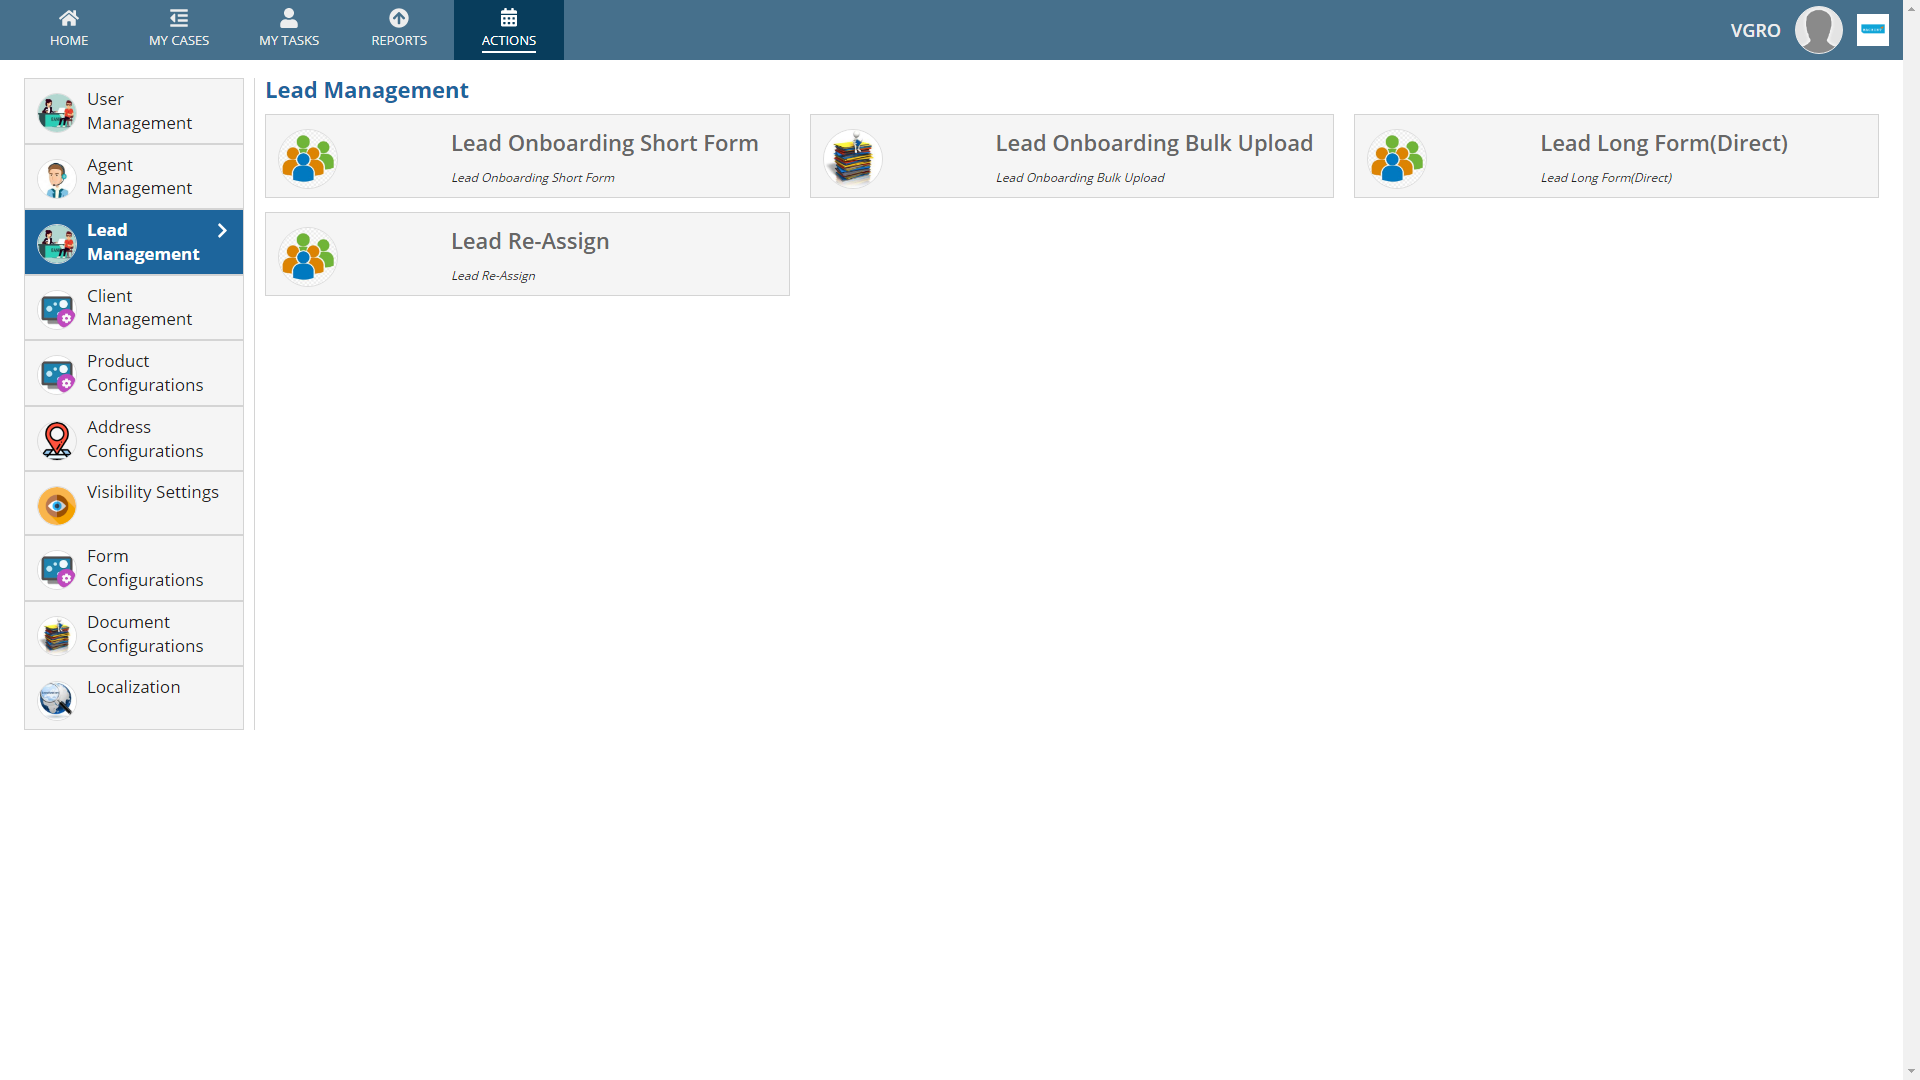 HOME
MY CASES
MY TASKS
REPORTS
ACTIONS
VGRO
User
Management
Agent
Management
Lead
Management
Client
Management
Product
Configurations
Address
Configurations
Visibility Settings
Form
Configurations
Document
Configurations
Localization
Lead Management
Lead Onboarding Short Form
Lead Onboarding Short Form
Lead Onboarding Bulk Upload
Lead Onboarding Bulk Upload
Lead Long Form(Direct)
Lead Long Form(Direct)
Lead Re-Assign
Lead Re-Assign